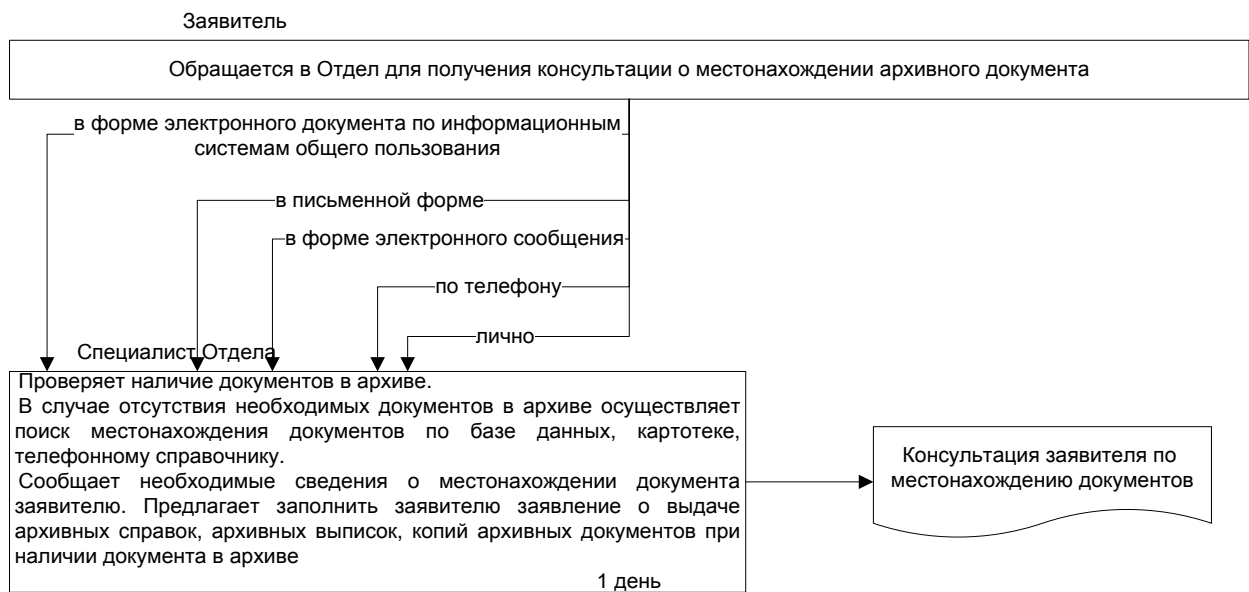 Заявитель
Обращается в Отдел для получения консультации о местонахождении архивного документа
в форме электронного документа по информационным
системам общего пользования
в письменной форме
в форме электронного сообщения
по телефону
лично
Специалист Отдела
Проверяет наличие документов в архиве.
В случае отсутствия необходимых документов в архиве осуществляет
поиск местонахождения документов по базе данных, картотеке,
телефонному справочнику.
Сообщает необходимые сведения о местонахождении документа
заявителю. Предлагает заполнить заявителю заявление о выдаче
архивных справок, архивных выписок, копий архивных документов при
наличии документа в архиве
1 день
Консультация заявителя по
местонахождению документов